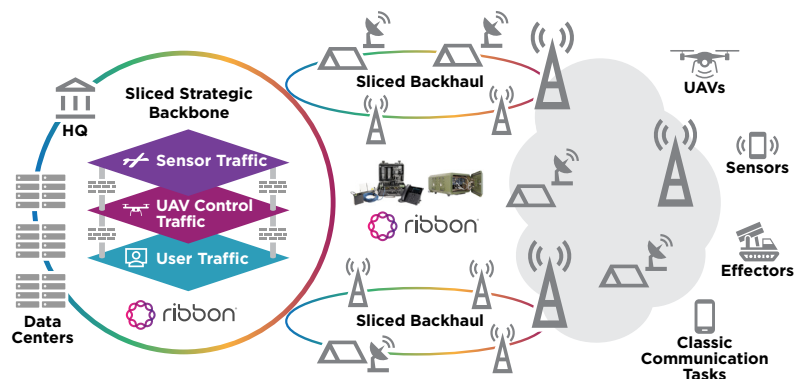 Sliced Strategic
Backbone
HQ
Sensor Traffic
UAV Control
Traffic
User Traffic
Data
Centers
ribbon
Sliced Backhaul
ribbon
Sliced Backhaul
UAVs
Sensors
Effectors
Classic
Communication
Tasks